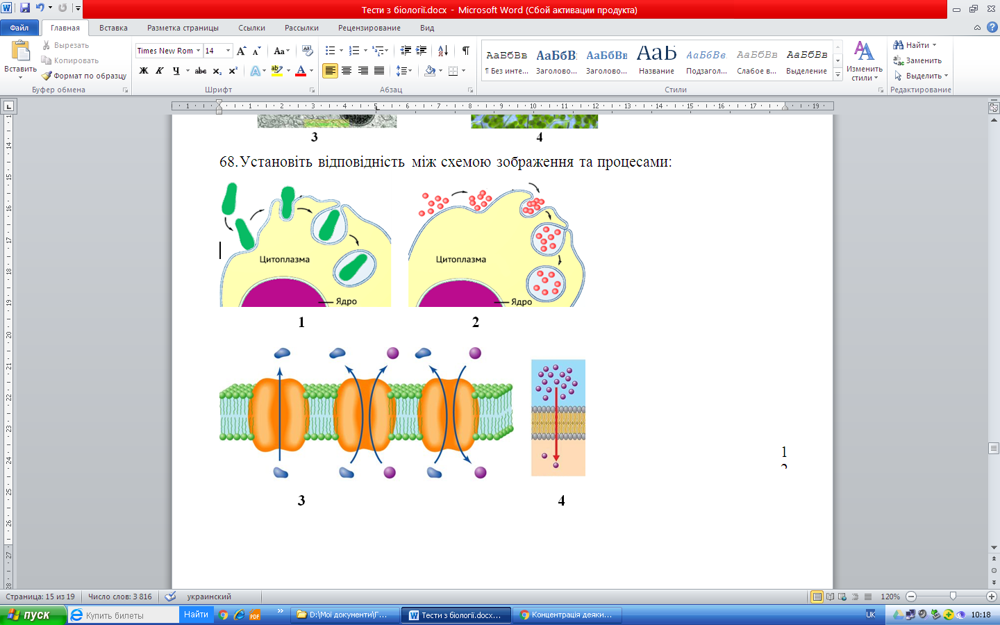 Тести з біології.docx - Microsoft Word (Сбой активации продукта)
Файл Главная Вставка Разметка страницы Ссылки Рассылки Рецензирование Вид
Вставить
Вырезать
Копировать
Формат по образцу
Буфер обмена
Times New Rom 14
Ж К Ч abc x₂ x²
Шрифт
Абзац
АаБбВв АаБбВ АаБбВв АаБ АаБбВв АаБбВв АаБбВв
¶ Без инте... Заголово... Заголово... Название Подзагол... Слабое в... Выделение
Стили
Изменить стили
Найти
Заменить
Выделить
Редактирование
3 4
68.Установіть відповідність між схемою зображення та процесами:
Цитоплазма Цитоплазма
Ядро Ядро
1 2
3 4
1
Страница: 15 из 19 Число слов: 3 816 украинский 120%
пуск Купить билеты Найти PDF D:\Мої документи\Г... Тести з біології.docx... Концентрація деяки... UK 10:18